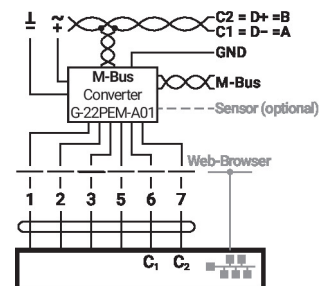 ⊥ ~ C2 = D+ =B
– + C1 = D− =A
GND
M-Bus
Converter
G-22PEM-A01
M-Bus
Sensor (optional)
Web-Browser
1 2 3 5 6 7
C1 C2